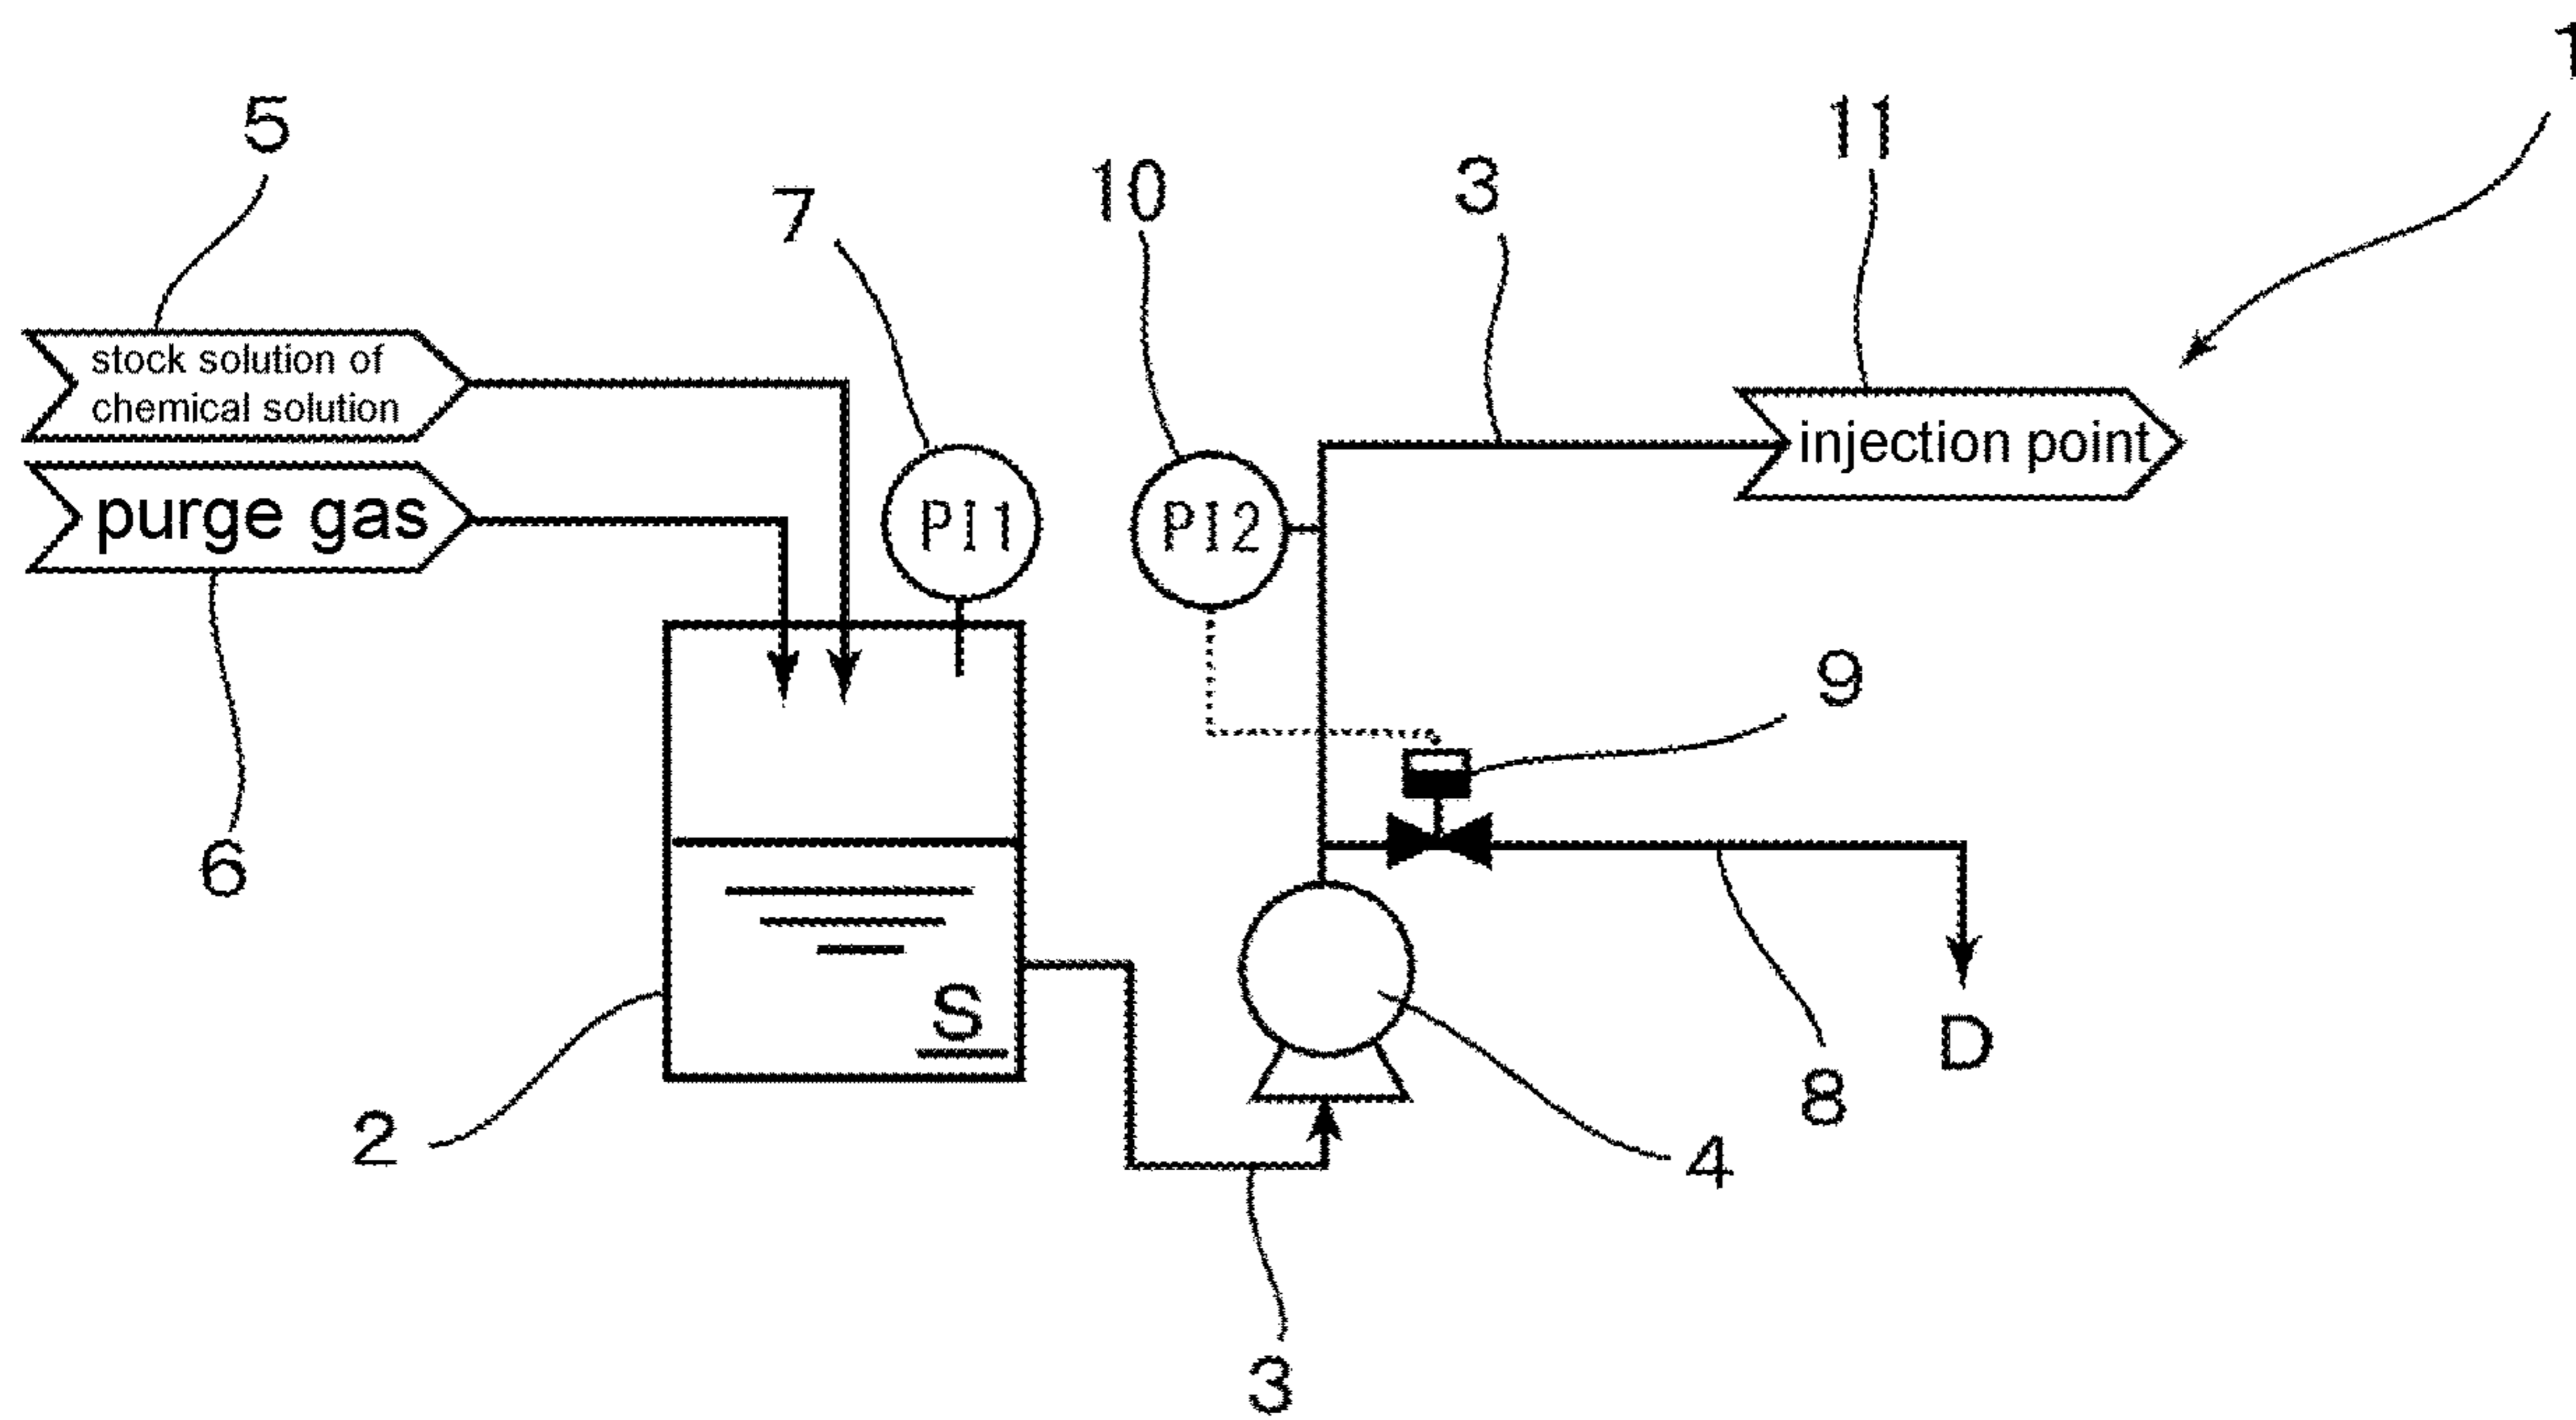 1
5
11
10
3
7
stock solution of
chemical solution
injection point
purge gas
PI1
PI2
9
6
S
D
8
2
4
3